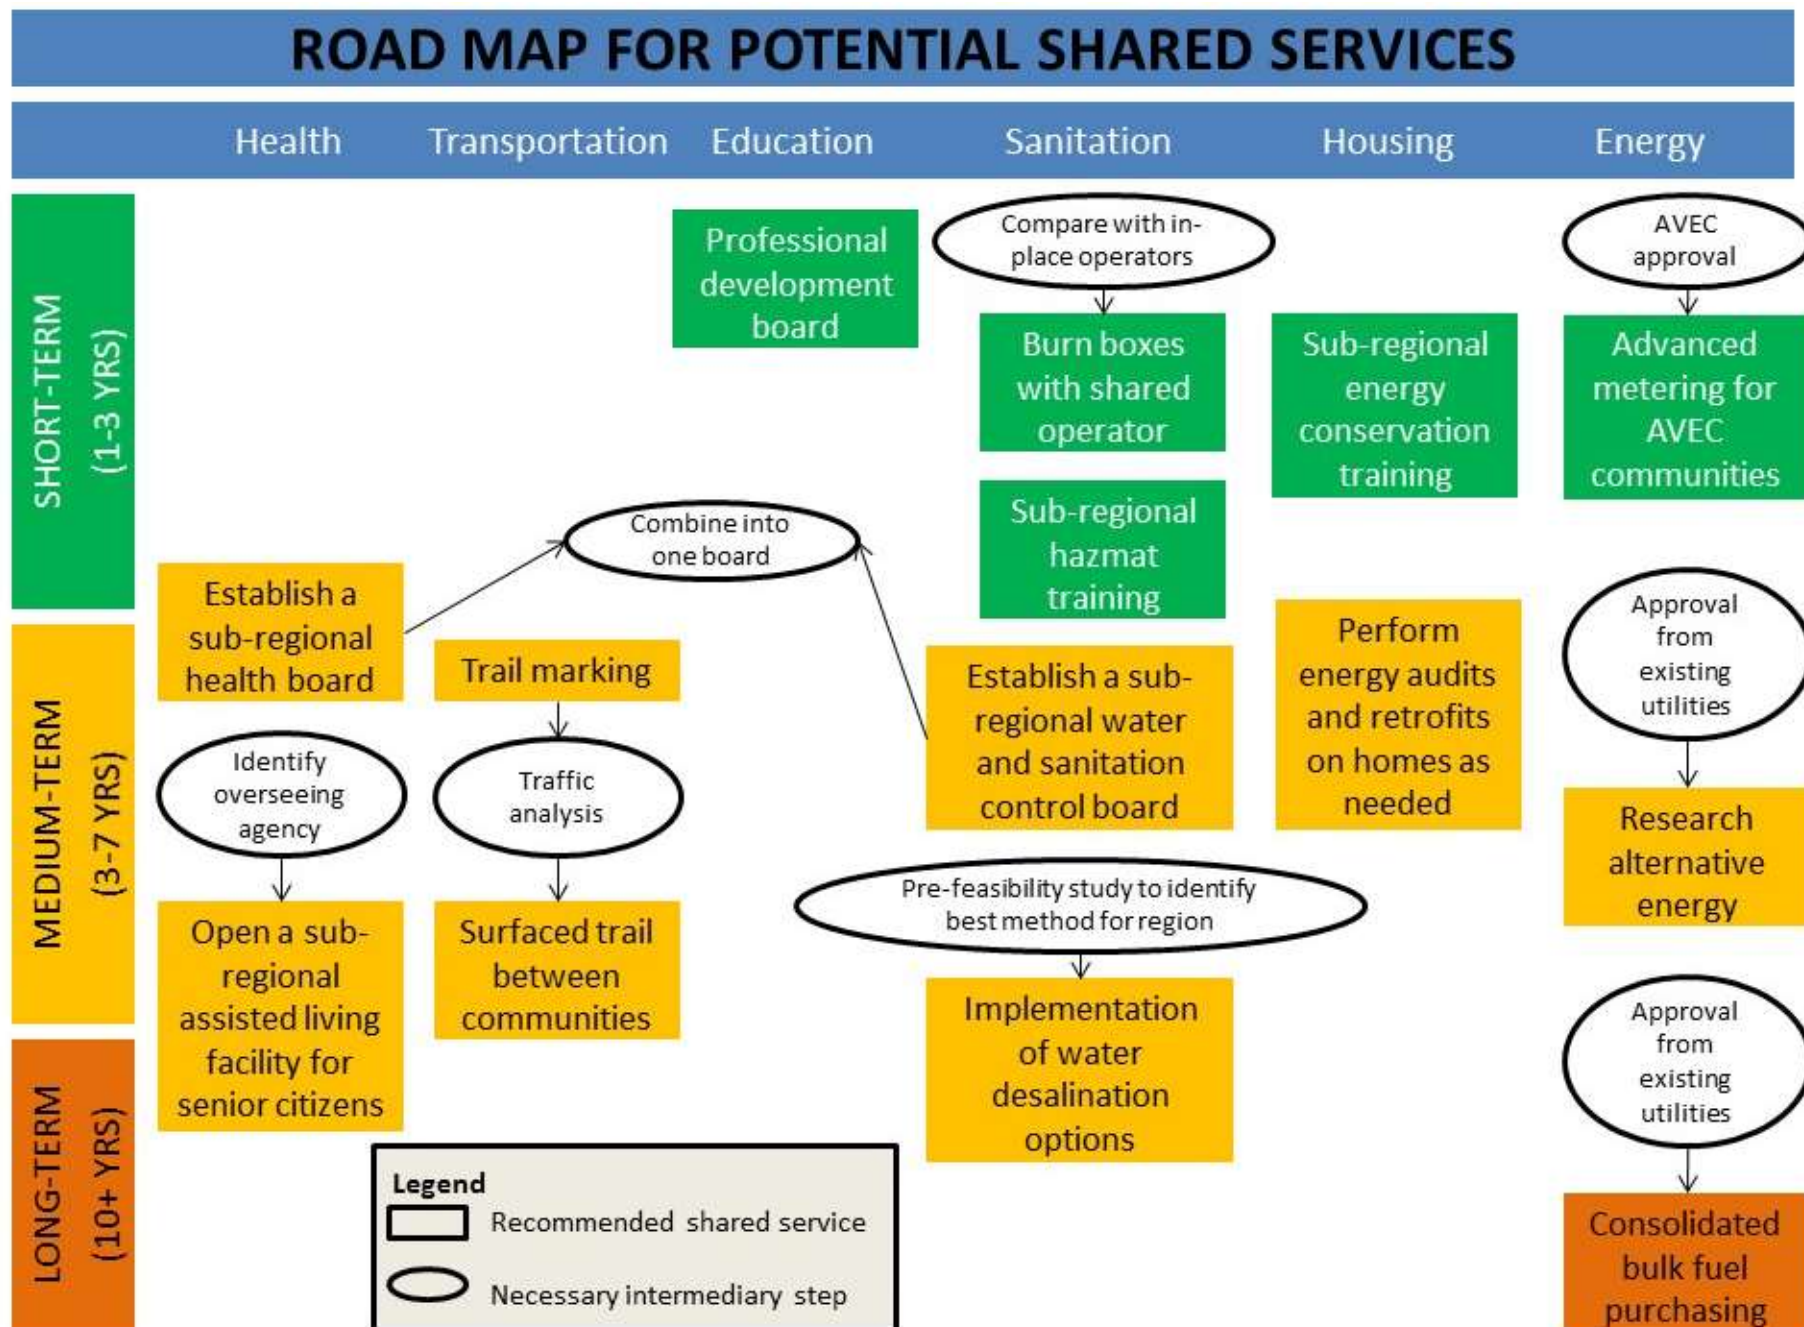 ROAD MAP FOR POTENTIAL SHARED SERVICES
Health
Transportation
Education
Sanitation
Housing
Energy
SHORT-TERM
(1-3 YRS)
Professional
development
board
Compare with in-
place operators
Burn boxes
with shared
operator
Sub-regional
hazmat
training
Sub-regional
energy
conservation
training
AVEC
approval
Advanced
metering for
AVEC
communities
Combine into
one board
MEDIUM-TERM
(3-7 YRS)
Establish a
sub-regional
health board
Identify
overseeing
agency
Open a sub-
regional
assisted living
facility for
senior citizens
Trail marking
Traffic
analysis
Surfaced trail
between
communities
Establish a sub-
regional water
and sanitation
control board
Pre-feasibility study to identify
best method for region
Implementation
of water
desalination
options
Perform
energy audits
and retrofits
on homes as
needed
Approval
from
existing
utilities
Research
alternative
energy
LONG-TERM
(10+ YRS)
Approval
from
existing
utilities
Consolidated
bulk fuel
purchasing
Legend
Recommended shared service
Necessary intermediary step